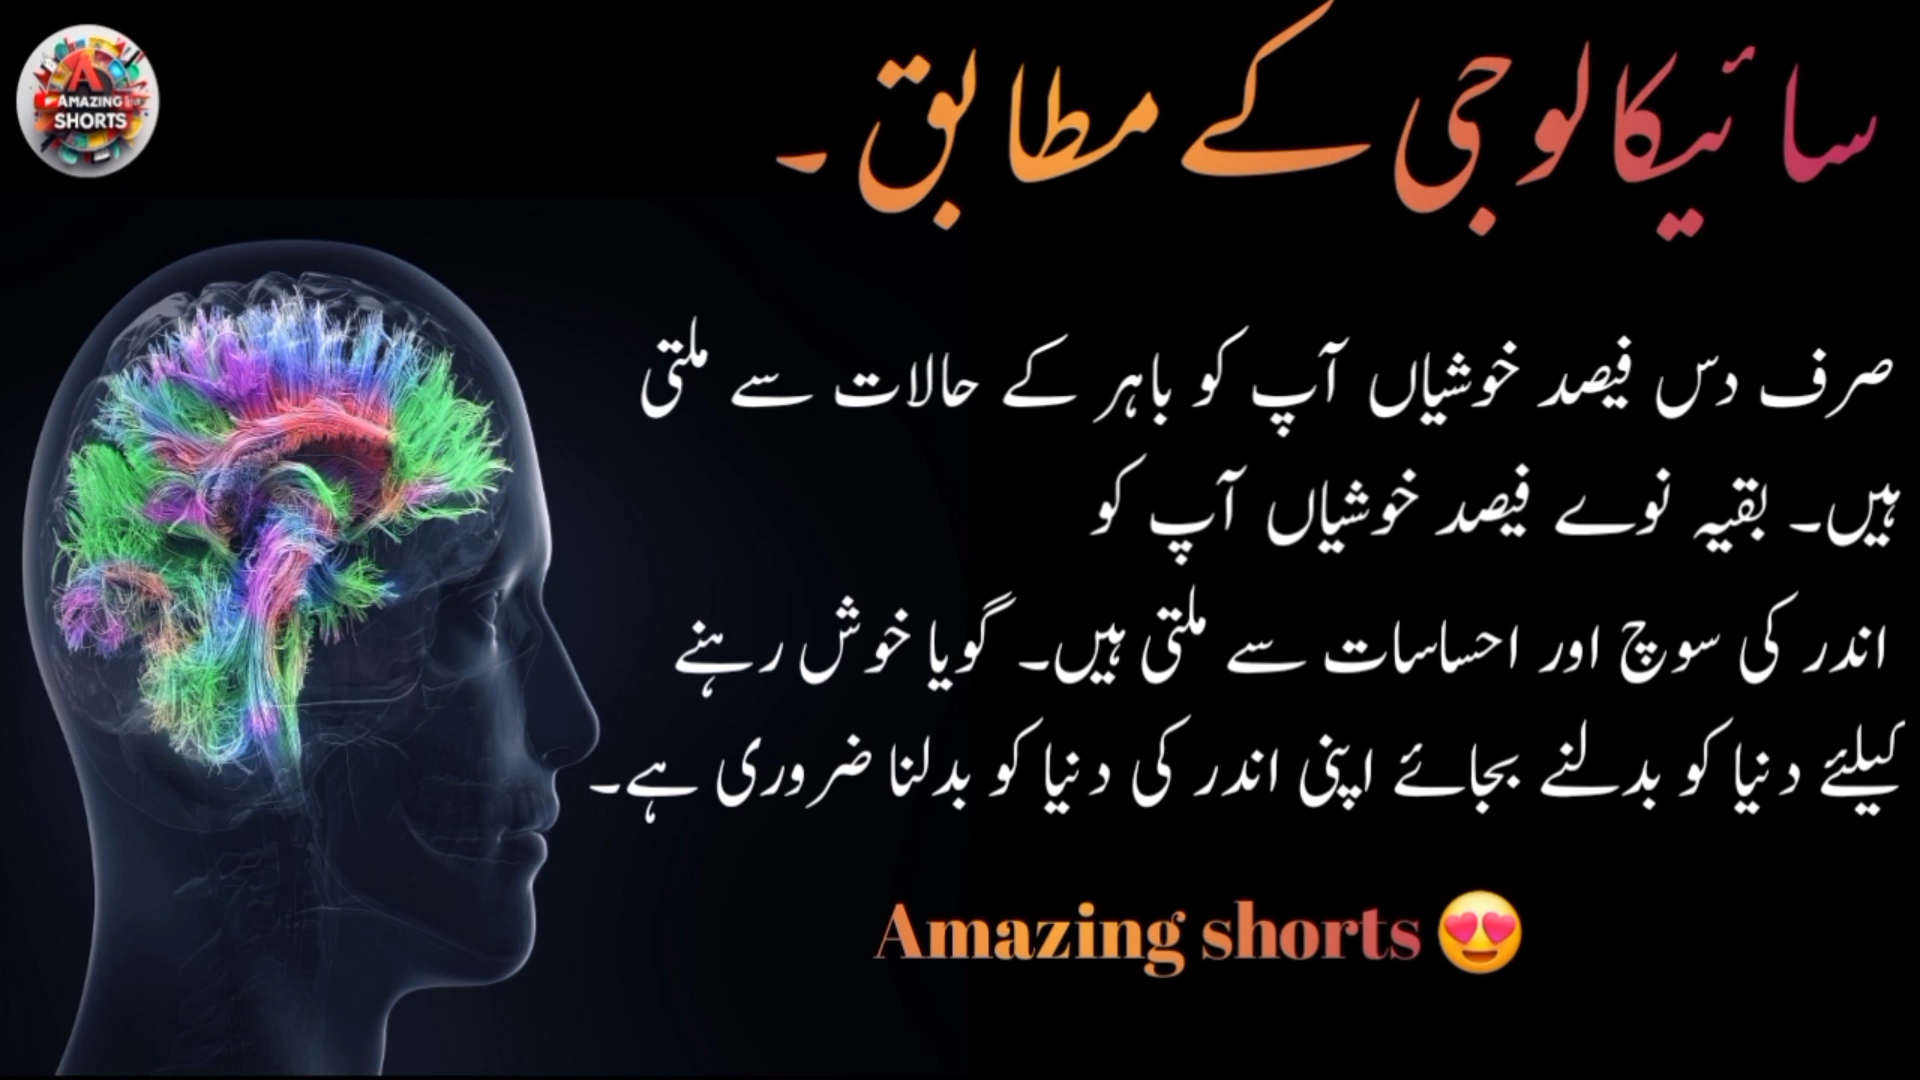 AMAZING
SHORTS
سائیکالوجی کے مطابق۔
صرف دس فیصد خوشیاں آپ کو باہر کے حالات سے ملتی
ہیں۔ بقیہ نوے فیصد خوشیاں آپ کو
اندر کی سوچ اور احساسات سے ملتی ہیں۔ گویا خوش رہنے
کیلئے دنیا کو بدلنے بجائے اپنی اندر کی دنیا کو بدلنا ضروری ہے۔
Amazing shorts 😍